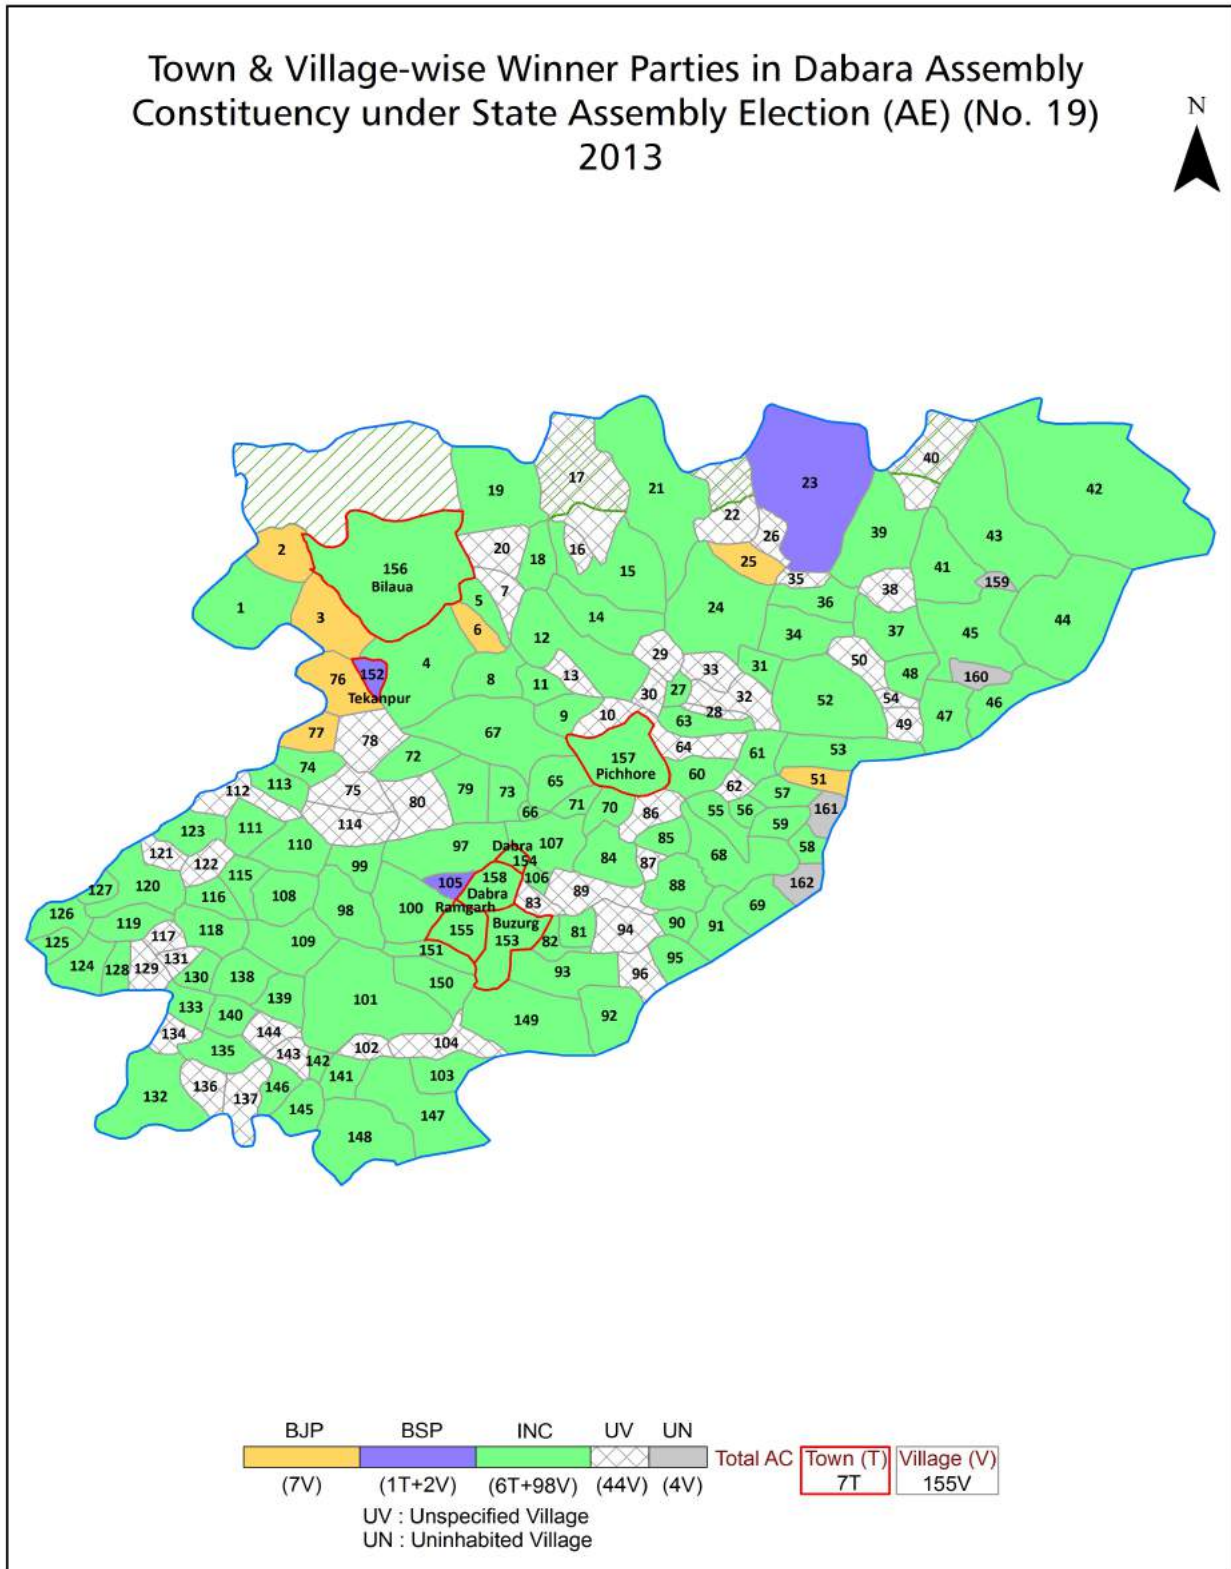 Town & Village-wise Winner Parties in Dabara Assembly
Constituency under State Assembly Election (AE) (No. 19)
2013
N
40
17 21 23 42
19
22 26 39 43
2 20 18 16 25
156 15 35 41 159
Bilaua
7 38
1 5 24 36
3 6 14 34 37 45 44
12
4 29 33 31 50 48
76 152 8 11 13 30 27 32 52 54 160
Tekanpur 28 46
9 10 63 49 47
77 78 67 64 61 53
72 157
Pichhore
74 60 51
113 75 79 73 65 62 57
112 80 66 71 70 86 55 56 161
123 111 114 59
110 97 Dabra 107 85 58
121 122 99 154 84 87 68
115 105 158 106 89 88 162
127 120 116 108 Dabra 83
126 98 100 Ramgarh 69
119 118 Buzurg 90 91
125 117 109 155 153 82 81 94
131 151 95
124 128 129 130 138 150 93 96
139 101
133 140 149 92
134 144
135 143 142 102 104
136 146 141 103
132 137 145 147
148
BJP BSP INC UV UN
Total AC Town (T) Village (V)
7T 155V
(7V) (1T+2V) (6T+98V) (44V) (4V)
UV : Unspecified Village
UN : Uninhabited Village